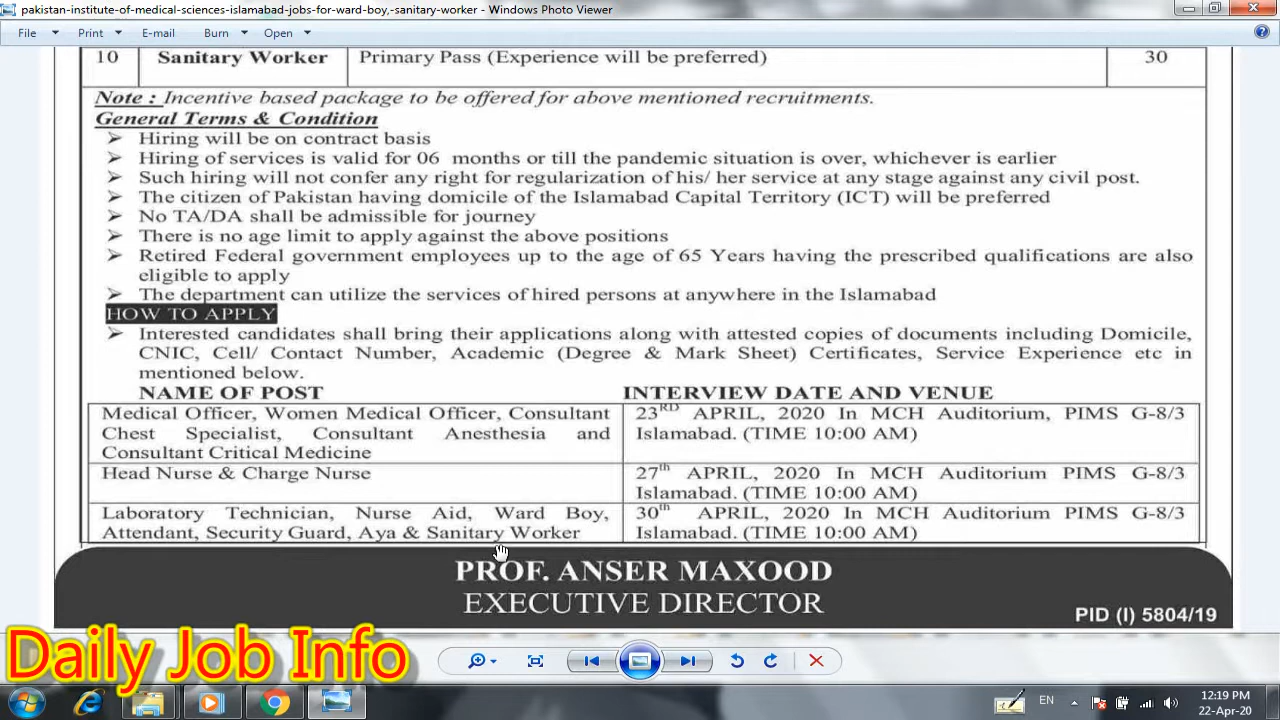 pakistan-institute-of-medical-sciences-islamabad-jobs-for-ward-boy,-sanitary-worker - Windows Photo Viewer
File Print E-mail Burn Open
10 Sanitary Worker Primary Pass (Experience will be preferred) 30
Note : Incentive based package to be offered for above mentioned recruitments.
General Terms & Condition
➢ Hiring will be on contract basis
➢ Hiring of services is valid for 06 months or till the pandemic situation is over, whichever is earlier
➢ Such hiring will not confer any right for regularization of his/ her service at any stage against any civil post.
➢ The citizen of Pakistan having domicile of the Islamabad Capital Territory (ICT) will be preferred
➢ No TA/DA shall be admissible for journey
➢ There is no age limit to apply against the above positions
➢ Retired Federal government employees up to the age of 65 Years having the prescribed qualifications are also
eligible to apply
➢ The department can utilize the services of hired persons at anywhere in the Islamabad
HOW TO APPLY
➢ Interested candidates shall bring their applications along with attested copies of documents including Domicile,
CNIC, Cell/ Contact Number, Academic (Degree & Mark Sheet) Certificates, Service Experience etc in
mentioned below.
NAME OF POST INTERVIEW DATE AND VENUE
Medical Officer, Women Medical Officer, Consultant
Chest Specialist, Consultant Anesthesia and
Consultant Critical Medicine
23RD APRIL, 2020 In MCH Auditorium, PIMS G-8/3
Islamabad. (TIME 10:00 AM)
Head Nurse & Charge Nurse
27th APRIL, 2020 In MCH Auditorium PIMS G-8/3
Islamabad. (TIME 10:00 AM)
Laboratory Technician, Nurse Aid, Ward Boy,
Attendant, Security Guard, Aya & Sanitary Worker
30th APRIL, 2020 In MCH Auditorium PIMS G-8/3
Islamabad. (TIME 10:00 AM)
PROF. ANSER MAXOOD
EXECUTIVE DIRECTOR
PID (I) 5804/19
Daily Job Info
EN
12:19 PM
22-Apr-20